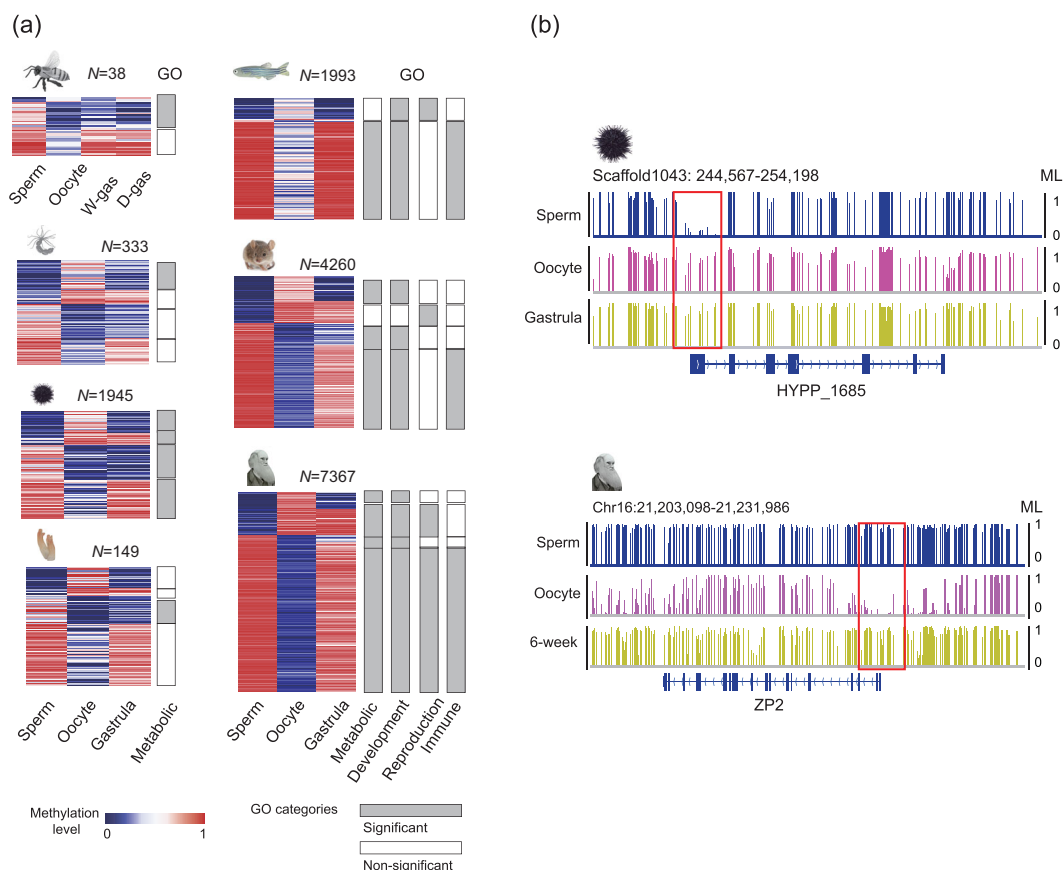 (a)
N=38
GO
Sperm
Oocyte
W-gas
D-gas
N=333
N=1945
N=149
Sperm
Oocyte
Gastrula
Metabolic
N=1993
GO
N=4260
N=7367
Sperm
Oocyte
Gastrula
Metabolic
Development
Reproduction
Immune
Methylation
level
0
1
GO categories
Significant
Non-significant
(b)
Scaffold1043: 244,567-254,198
ML
Sperm
1
0
Oocyte
1
0
Gastrula
1
0
HYPP_1685
Chr16:21,203,098-21,231,986
ML
Sperm
1
0
Oocyte
1
0
6-week
1
0
ZP2